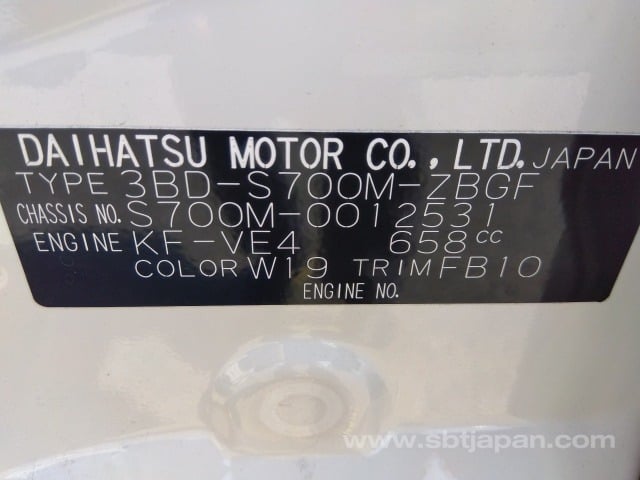 DAIHATSU MOTOR CO., LTD. JAPAN
TYPE 3BD-S700M-ZBGF
CHASSIS NO. S700M-0012531
ENGINE KF-VE4 658cc
COLOR W19 TRIM FB10
ENGINE NO.
www.sbtjapan.com